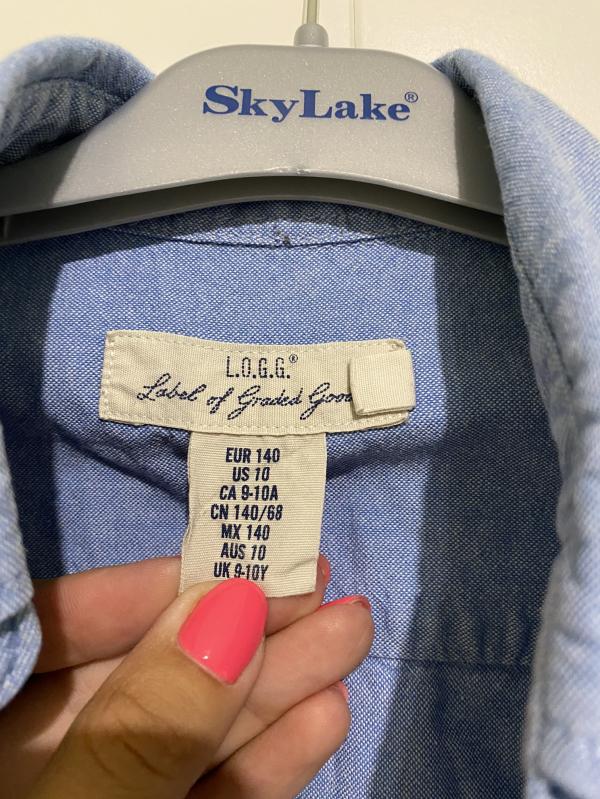 SkyLake®
L.O.G.G.®
Label of Graded Goo
EUR 140
US 10
CA 9-10A
CN 140/68
MX 140
AUS 10
UK 9-10Y